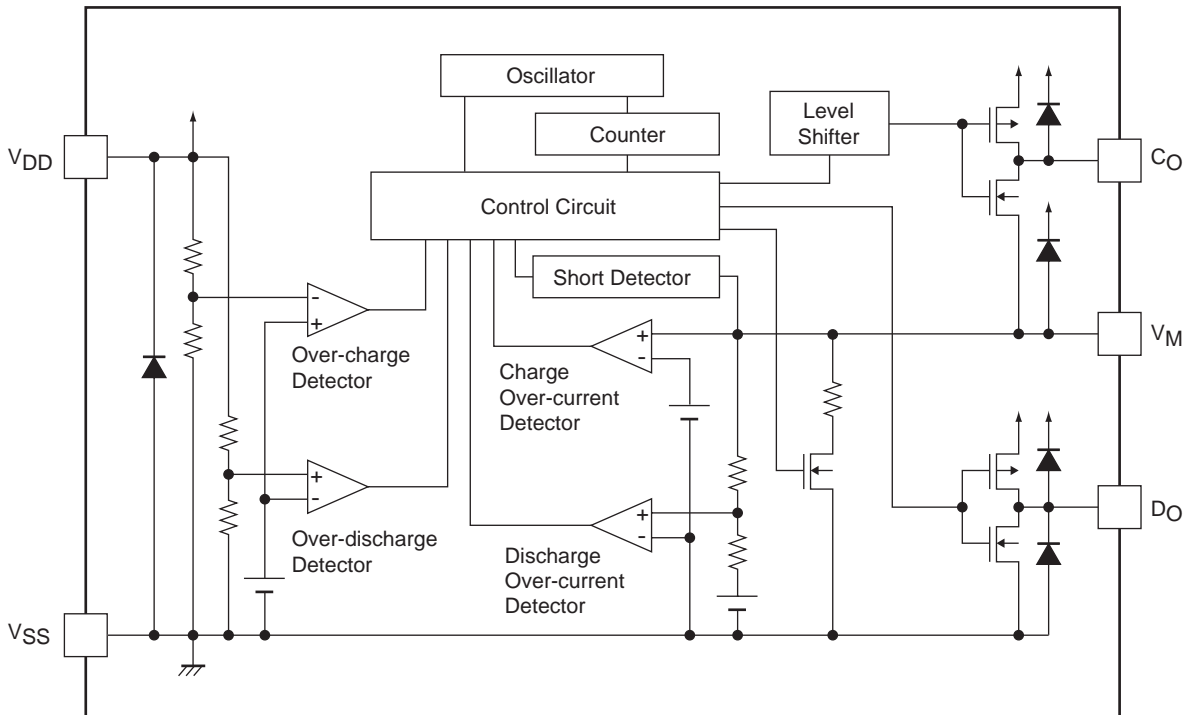 Oscillator
Counter
Level
Shifter
VDD
CO
Control Circuit
Short Detector
-
+
Over-charge
Detector
+
-
Charge
Over-current
Detector
VM
+
-
Over-discharge
Detector
+
-
Discharge
Over-current
Detector
DO
VSS